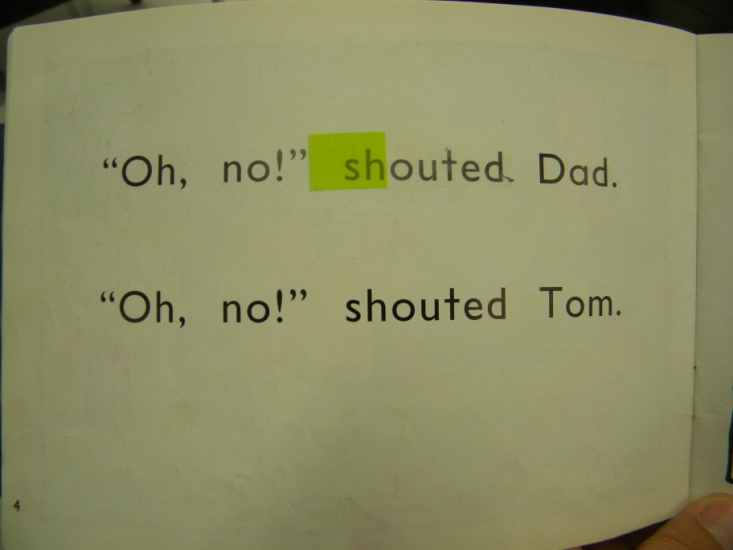 “Oh, no!” shouted Dad.
“Oh, no!” shouted Tom.
4